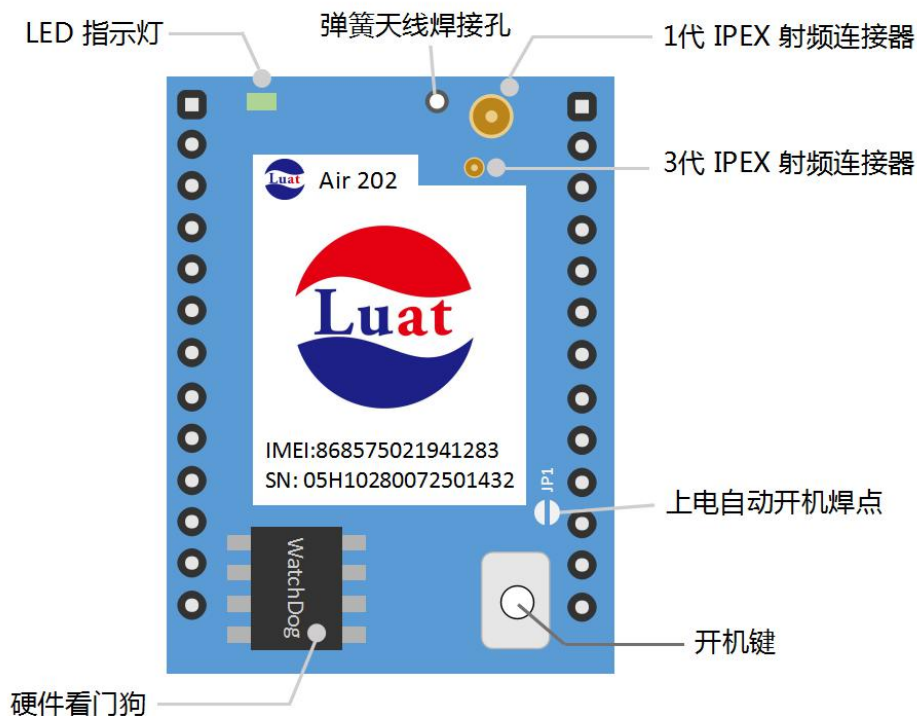 LED 指示灯
弹簧天线焊接孔
1代 IPEX 射频连接器
3代 IPEX 射频连接器
Luat Air 202
Luat
IMEI:868575021941283
SN: 05H10280072501432
JP1
上电自动开机焊点
WatchDog
开机键
硬件看门狗